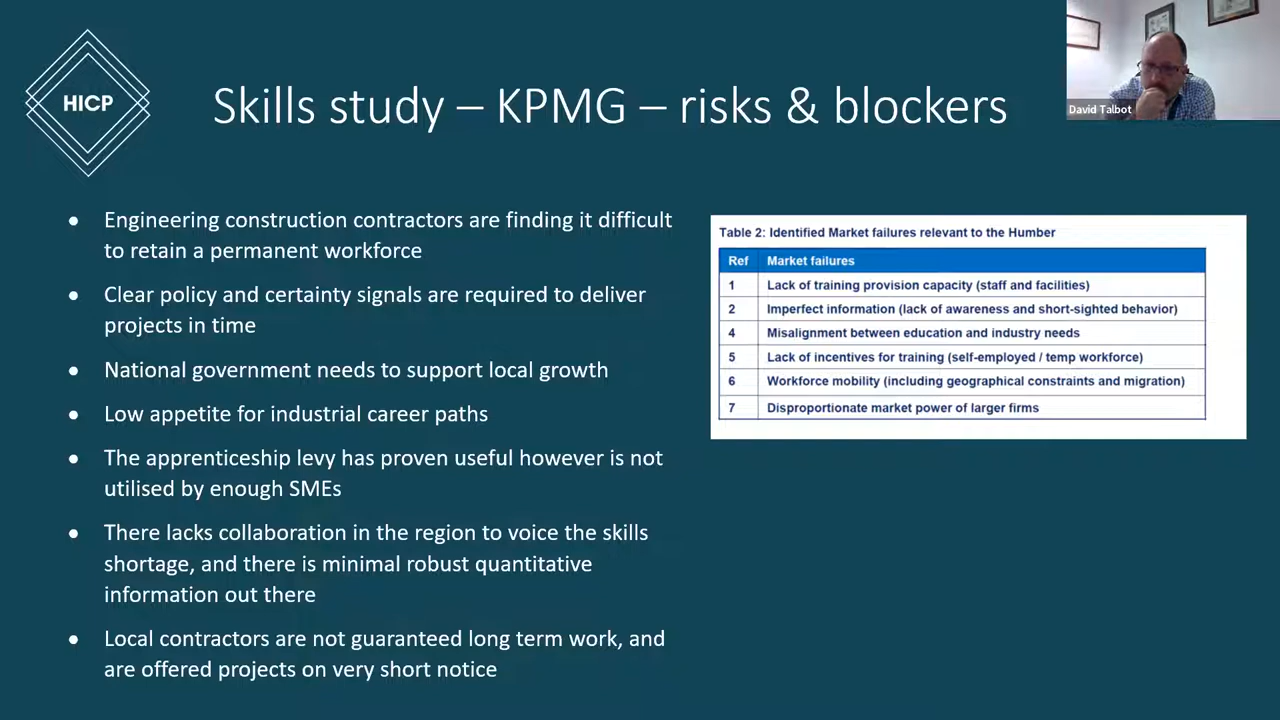 HICP
Skills study – KPMG – risks & blockers
David Talbot
• Engineering construction contractors are finding it difficult
to retain a permanent workforce
• Clear policy and certainty signals are required to deliver
projects in time
• National government needs to support local growth
• Low appetite for industrial career paths
• The apprenticeship levy has proven useful however is not
utilised by enough SMEs
• There lacks collaboration in the region to voice the skills
shortage, and there is minimal robust quantitative
information out there
• Local contractors are not guaranteed long term work, and
are offered projects on very short notice
Table 2: Identified Market failures relevant to the Humber
Ref Market failures
1 Lack of training provision capacity (staff and facilities)
2 Imperfect information (lack of awareness and short-sighted behavior)
4 Misalignment between education and industry needs
5 Lack of incentives for training (self-employed / temp workforce)
6 Workforce mobility (including geographical constraints and migration)
7 Disproportionate market power of larger firms